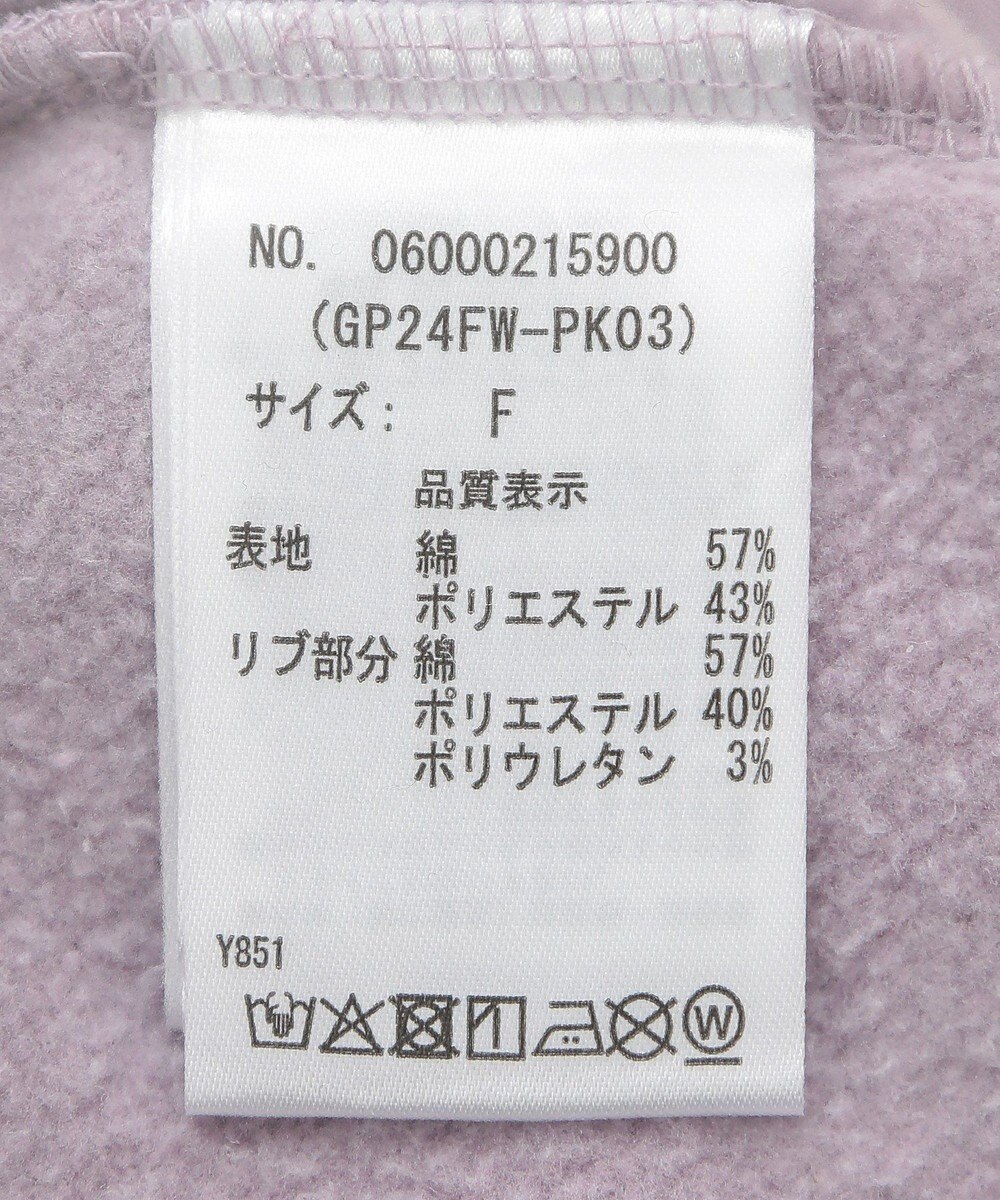 NO. 06000215900
(GP24FW-PK03)
サイズ: F
品質表示
表地 綿 57%
ポリエステル 43%
リブ部分 綿 57%
ポリエステル 40%
ポリウレタン 3%
Y851
W